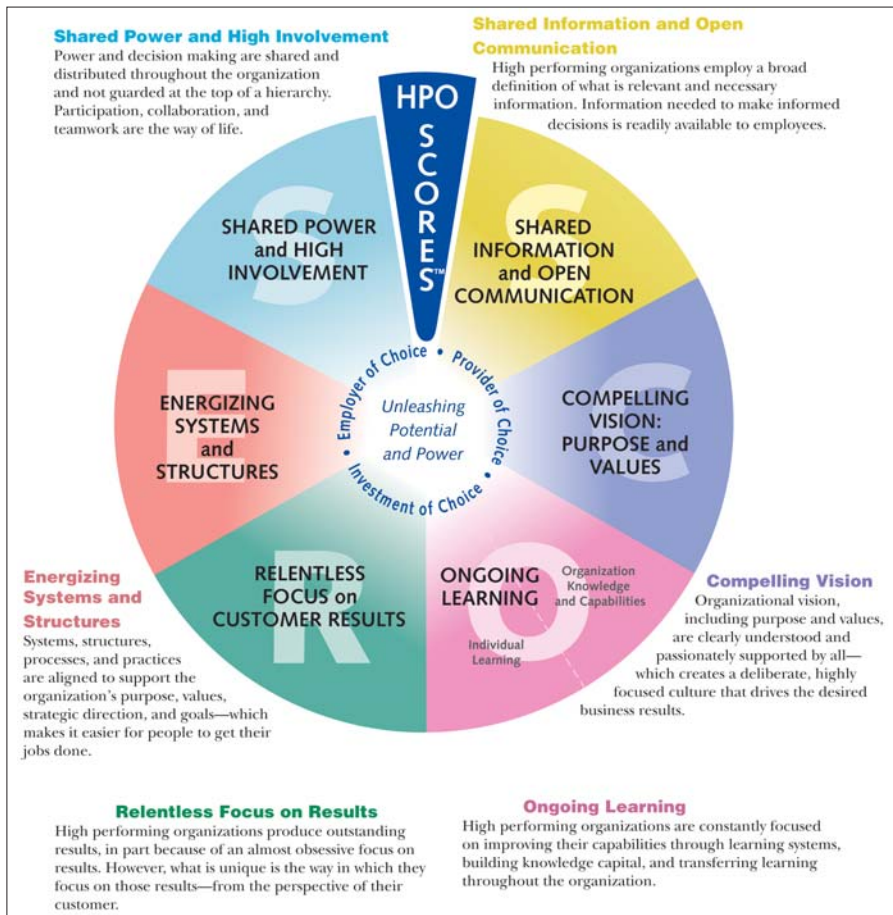 Shared Power and High Involvement
Power and decision making are shared and
distributed throughout the organization
and not guarded at the top of a hierarchy.
Participation, collaboration, and
teamwork are the way of life.
Shared Information and Open
Communication
High performing organizations employ a broad
definition of what is relevant and necessary
information. Information needed to make informed
decisions is readily available to employees.
HPO
SCORES™
S
SHARED POWER
and HIGH
INVOLVEMENT
S
SHARED
INFORMATION
and OPEN
COMMUNICATION
E
ENERGIZING
SYSTEMS
and
STRUCTURES
• Employer of Choice • Provider of Choice • Investment of Choice
Unleashing
Potential
and Power
C
COMPELLING
VISION:
PURPOSE and
VALUES
R
RELENTLESS
FOCUS on
CUSTOMER RESULTS
O
ONGOING
LEARNING
Organization
Knowledge
and Capabilities
Individual
Learning
Energizing
Systems and
Structures
Systems, structures,
processes, and practices
are aligned to support the
organization's purpose, values,
strategic direction, and goals—which
makes it easier for people to get their
jobs done.
Compelling Vision
Organizational vision,
including purpose and values,
are clearly understood and
passionately supported by all—
which creates a deliberate, highly
focused culture that drives the desired
business results.
Relentless Focus on Results
High performing organizations produce outstanding
results, in part because of an almost obsessive focus on
results. However, what is unique is the way in which they
focus on those results—from the perspective of their
customer.
Ongoing Learning
High performing organizations are constantly focused
on improving their capabilities through learning systems,
building knowledge capital, and transferring learning
throughout the organization.